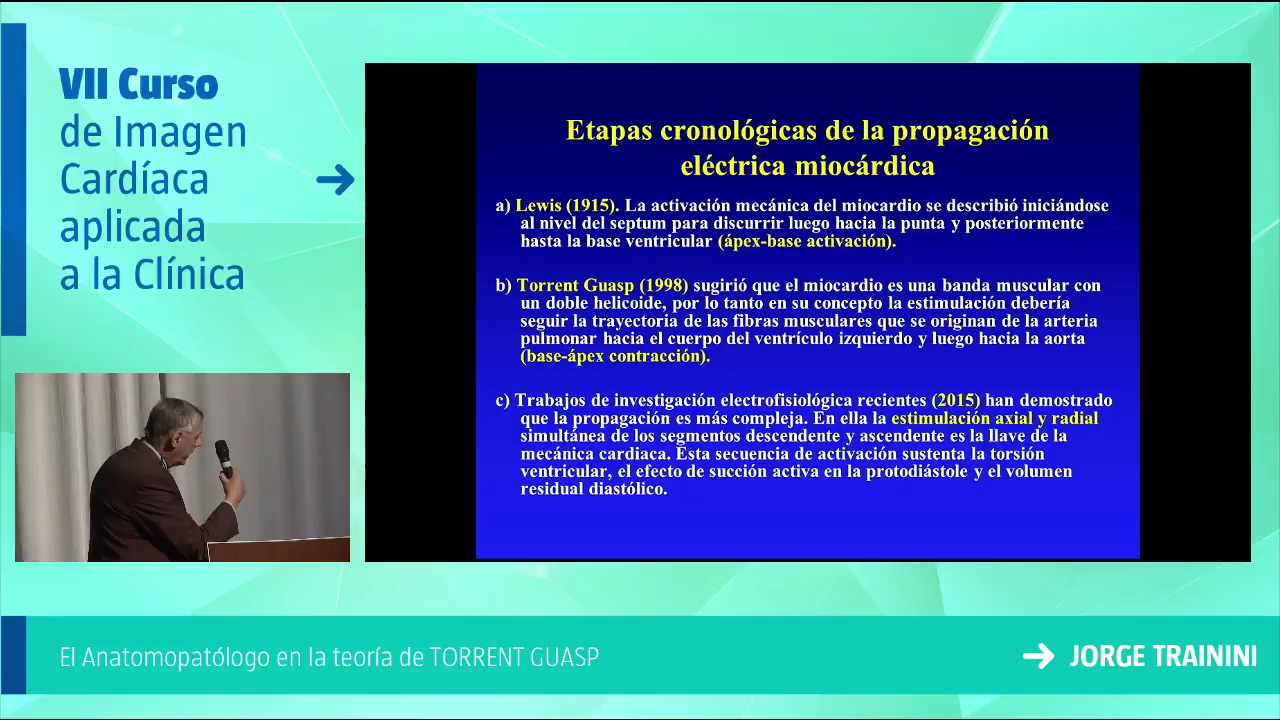 VII Curso
de Imagen
Cardíaca
aplicada
a la Clínica
Etapas cronológicas de la propagación
eléctrica miocárdica
a) Lewis (1915). La activación mecánica del miocardio se describió iniciándose
al nivel del septum para discurrir luego hacia la punta y posteriormente
hasta la base ventricular (ápex-base activación).
b) Torrent Guasp (1998) sugirió que el miocardio es una banda muscular con
un doble helicoide, por lo tanto en su concepto la estimulación debería
seguir la trayectoria de las fibras musculares que se originan de la arteria
pulmonar hacia el cuerpo del ventrículo izquierdo y luego hacia la aorta
(base-ápex contracción).
c) Trabajos de investigación electrofisiológica recientes (2015) han demostrado
que la propagación es más compleja. En ella la estimulación axial y radial
simultánea de los segmentos descendente y ascendente es la llave de la
mecánica cardiaca. Esta secuencia de activación sustenta la torsión
ventricular, el efecto de succión activa en la protodiástole y el volumen
residual diastólico.
El Anatomopatólogo en la teoría de TORRENT GUASP
JORGE TRAININI